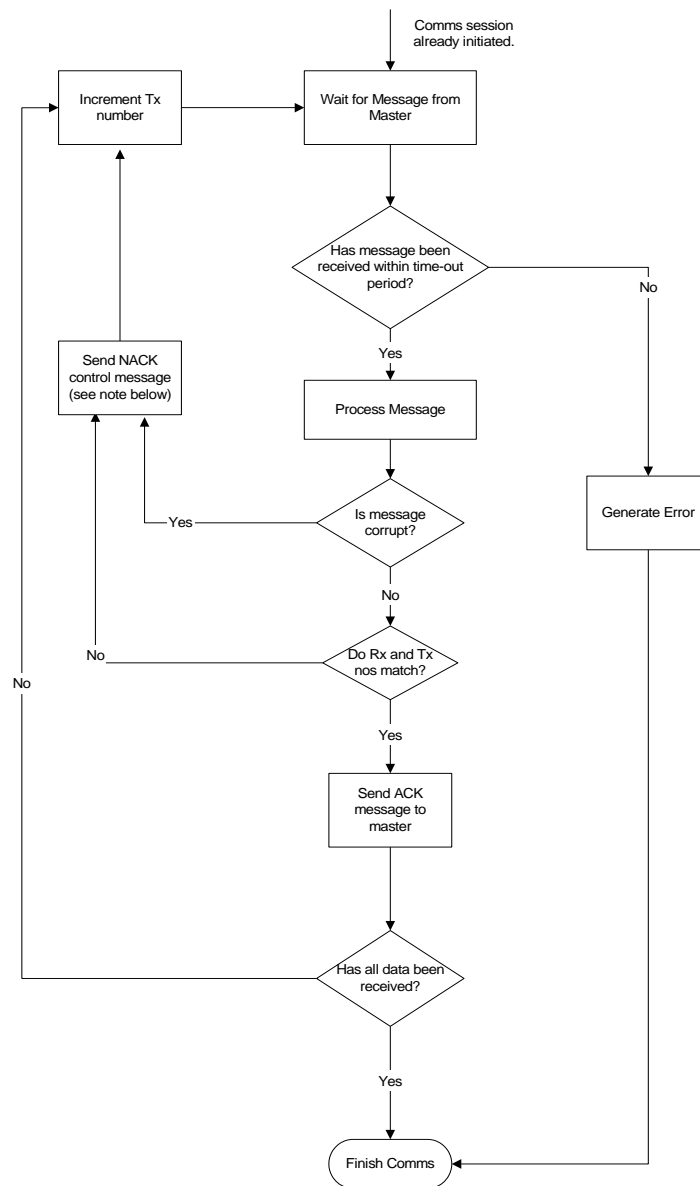 Comms session
already initiated.
Increment Tx
number
Wait for Message from
Master
Has message been
received within time-out
period?
No
Yes
Send NACK
control message
(see note below)
Process Message
Is message
corrupt?
Yes
Generate Error
No
Do Rx and Tx
nos match?
No
No
Yes
Send ACK
message to
master
Has all data been
received?
Yes
Finish Comms